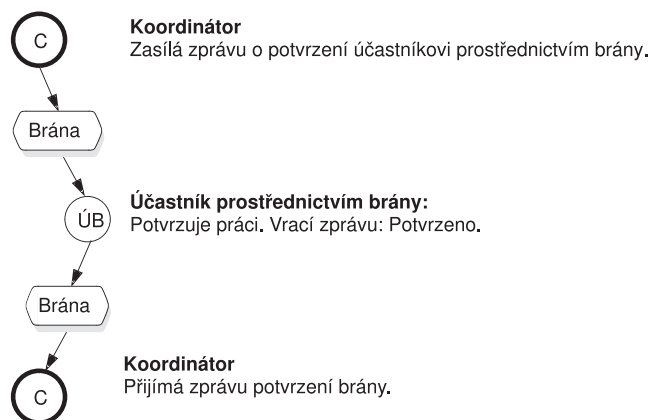 C
Koordinátor
Zasílá zprávu o potvrzení účastníkovi prostřednictvím brány.
Brána
ÚB
Účastník prostřednictvím brány:
Potvrzuje práci. Vrací zprávu: Potvrzeno.
Brána
C
Koordinátor
Přijímá zprávu potvrzení brány.